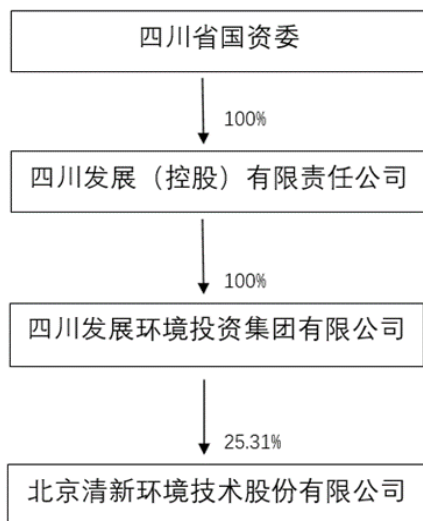 四川省国资委
100%
四川发展（控股）有限责任公司
100%
四川发展环境投资集团有限公司
25.31%
北京清新环境技术股份有限公司